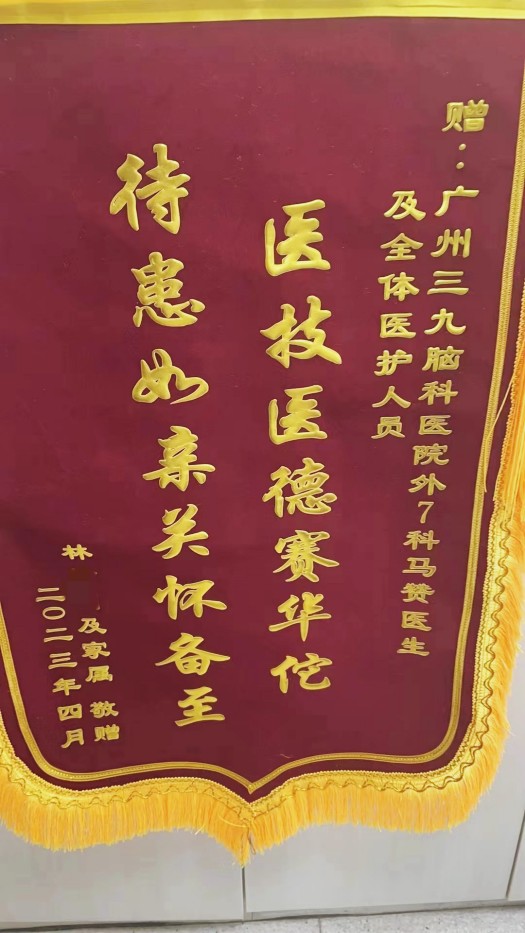 赠：广州三九脑科医院外7科马赞医生
及全体医护人员
医技医德赛华佗
待患如亲关怀备至
林
及家属 敬赠
二〇二三年四月